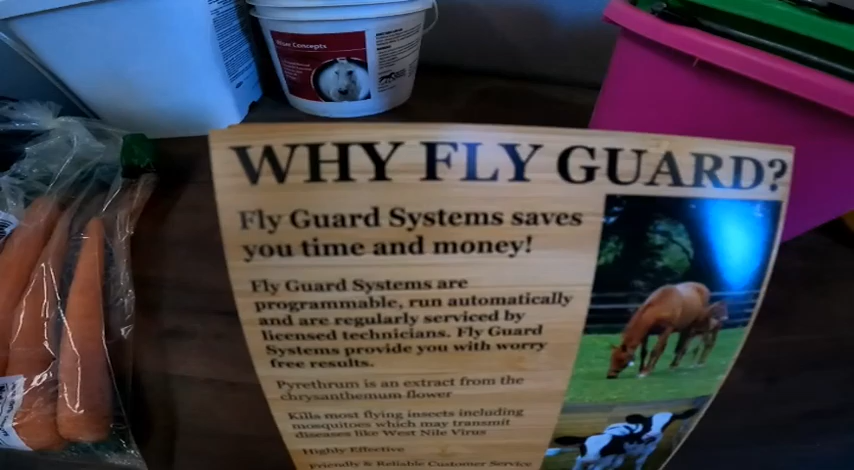 Wiser Concepts
WHY FLY GUARD?
Fly Guard Systems saves
you time and money!
Fly Guard Systems are
programmable, run automatically
and are regularly serviced by
licensed technicians. Fly Guard
Systems provide you with worry
free results.
Pyrethrum is an extract from the
chrysanthemum flower
Kills most flying insects including
mosquitoes which may transmit
diseases like West Nile Virus
Highly Effective
Friendly & Reliable Customer Service